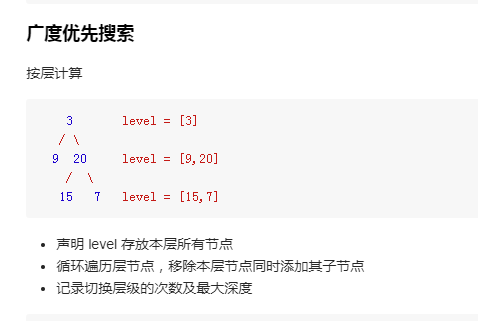 广度优先搜索
按层计算
3 level = [3]
/ \
9 20 level = [9,20]
/ \
15 7 level = [15,7]
• 声明 level 存放本层所有节点
• 循环遍历层节点，移除本层节点同时添加其子节点
• 记录切换层级的次数及最大深度